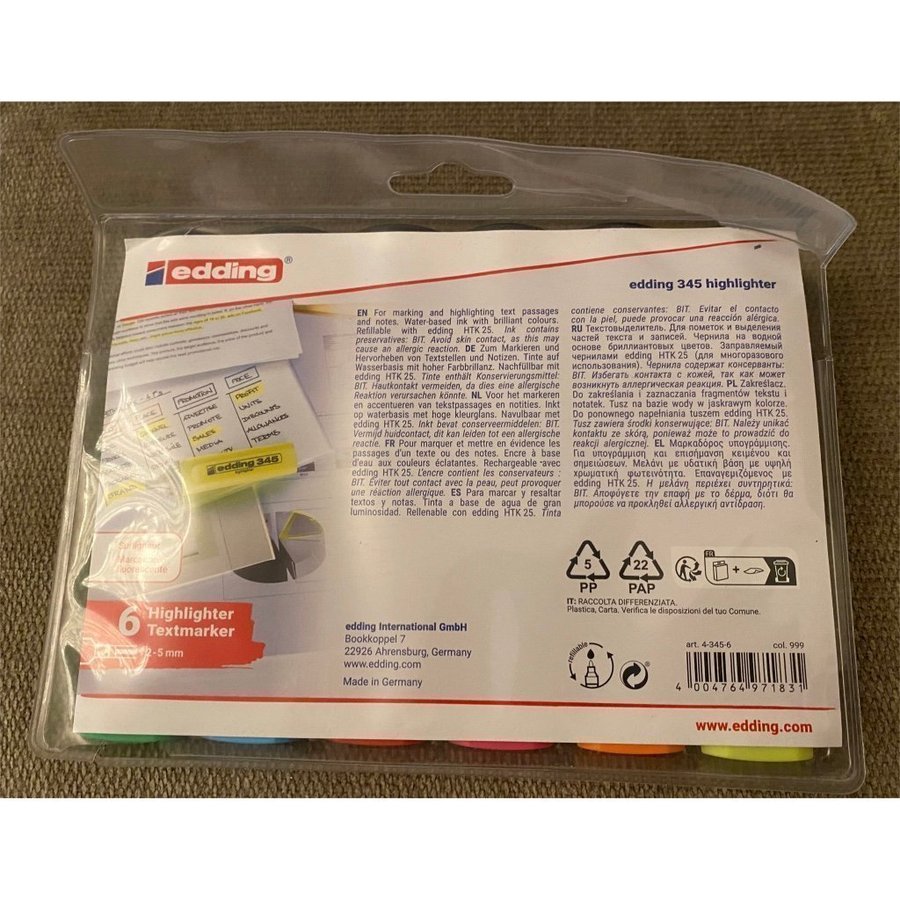 edding®
edding 345 highlighter
EN For marking and highlighting text passages
and notes. Water-based ink with brilliant colours.
Refillable with edding HTK 25. Ink contains
preservatives: BIT. Avoid skin contact, as this may
cause an allergic reaction. DE Zum Markieren und
Hervorheben von Textstellen und Notizen. Tinte auf
Wasserbasis mit hoher Farbbrillanz. Nachfüllbar mit
edding HTK 25. Tinte enthält Konservierungsmittel:
BIT. Hautkontakt vermeiden, da dies eine allergische
Reaktion verursachen könnte. NL Voor het markeren
en accentueren van tekstpassages en notities. Inkt
op waterbasis met hoge kleurglans. Navulbaar met
edding HTK 25. Inkt bevat conserveermiddelen: BIT.
Vermijd huidcontact, dit kan leiden tot een allergische
reactie. FR Pour marquer et mettre en évidence les
passages d'un texte ou des notes. Encre à base
d'eau aux couleurs éclatantes. Rechargeable avec
edding HTK 25. L'encre contient les conservateurs :
BIT. Éviter tout contact avec la peau, peut provoquer
une réaction allergique. ES Para marcar y resaltar
textos y notas. Tinta a base de agua de gran
luminosidad. Rellenable con edding HTK 25. Tinta
contiene conservantes: BIT. Evitar el contacto
con la piel, puede provocar una reacción alérgica.
RU Текстовыделитель. Для пометок и выделения
частей текста и записей. Чернила на водной
основе бриллиантовых цветов. Заправляемый
чернилами edding HTK 25 (для многоразового
использования). Чернила содержат консерванты:
BIT. Избегать контакта с кожей, так как может
возникнуть аллергическая реакция. PL Zakreślacz.
Do zakreślania i zaznaczania fragmentów tekstu i
notatek. Tusz na bazie wody w jaskrawym kolorze.
Do ponownego napełniania tuszem edding HTK 25.
Tusz zawiera środki konserwujące: BIT. Należy unikać
kontaktu ze skórą, ponieważ może to prowadzić do
reakcji alergicznej. EL Μαρκαδόρος υπογράμμισης.
Για υπογράμμιση και επισήμανση κειμένου και
σημειώσεων. Μελάνι με υδατική βάση με υψηλή
χρωματική φωτεινότητα. Επαναγεμιζόμενος με
edding HTK 25. Η μελάνη περιέχει συντηρητικά:
BIT. Αποφύγετε την επαφή με το δέρμα, διότι θα
μπορούσε να προκληθεί αλλεργική αντίδραση.
PROMOTION
PRICE
ADVERTISE
PROFIT
PROMOTE
UNITS
SALES
DISCOUNTS
MEDIA
ALLOWANCES
TERMS
edding 345
Surligneur
Marcador
fluorescente
6 Highlighter
Textmarker
2-5 mm
5
PP
22
PAP
FR
+
IT: RACCOLTA DIFFERENZIATA.
Plastica, Carta. Verifica le disposizioni del tuo Comune.
edding International GmbH
Bookkoppel 7
22926 Ahrensburg, Germany
www.edding.com
Made in Germany
refillable
®
art. 4-345-6
col. 999
4 004764 971831
www.edding.com